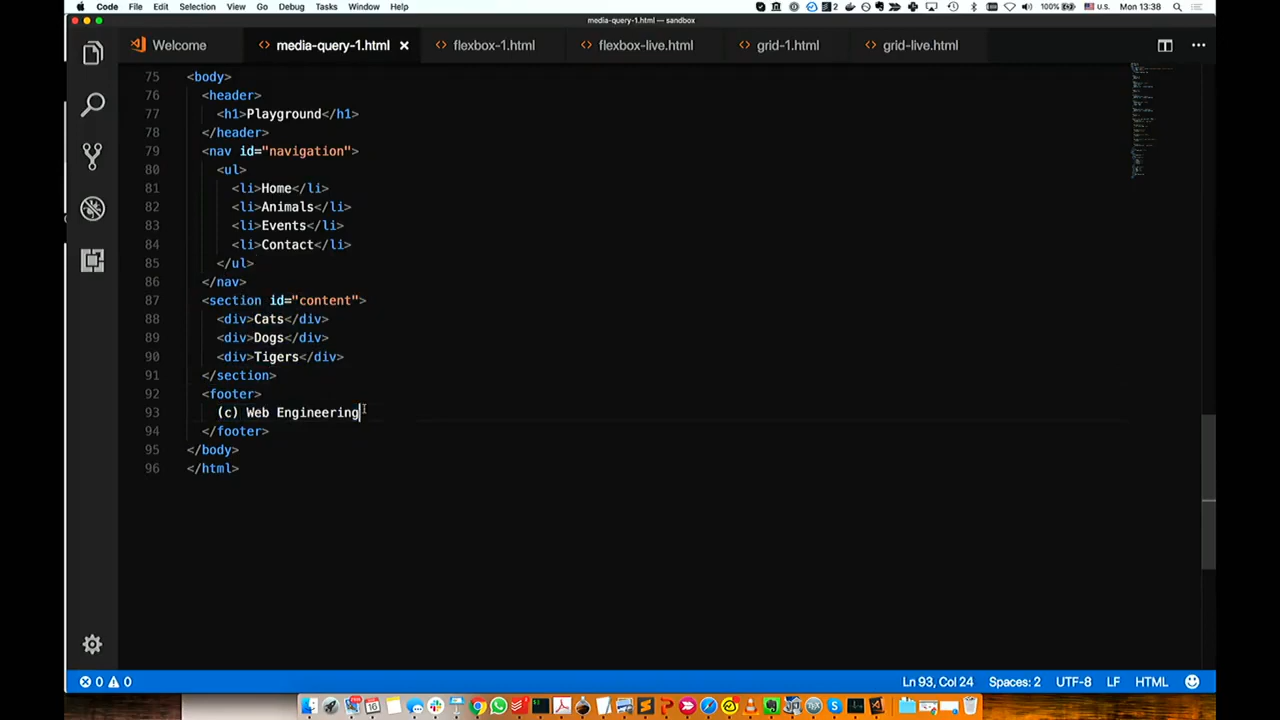 Code File Edit Selection View Go Debug Tasks Window Help 2 100% U.S. Mon 13:38
media-query-1.html — sandbox
Welcome <> media-query-1.html × <> flexbox-1.html <> flexbox-live.html <> grid-1.html <> grid-live.html
75 <body>
76 <header>
77 <h1>Playground</h1>
78 </header>
79 <nav id="navigation">
80 <ul>
81 <li>Home</li>
82 <li>Animals</li>
83 <li>Events</li>
84 <li>Contact</li>
85 </ul>
86 </nav>
87 <section id="content">
88 <div>Cats</div>
89 <div>Dogs</div>
90 <div>Tigers</div>
91 </section>
92 <footer>
93 (c) Web Engineering
94 </footer>
95 </body>
96 </html>
0 0 Ln 93, Col 24 Spaces: 2 UTF-8 LF HTML